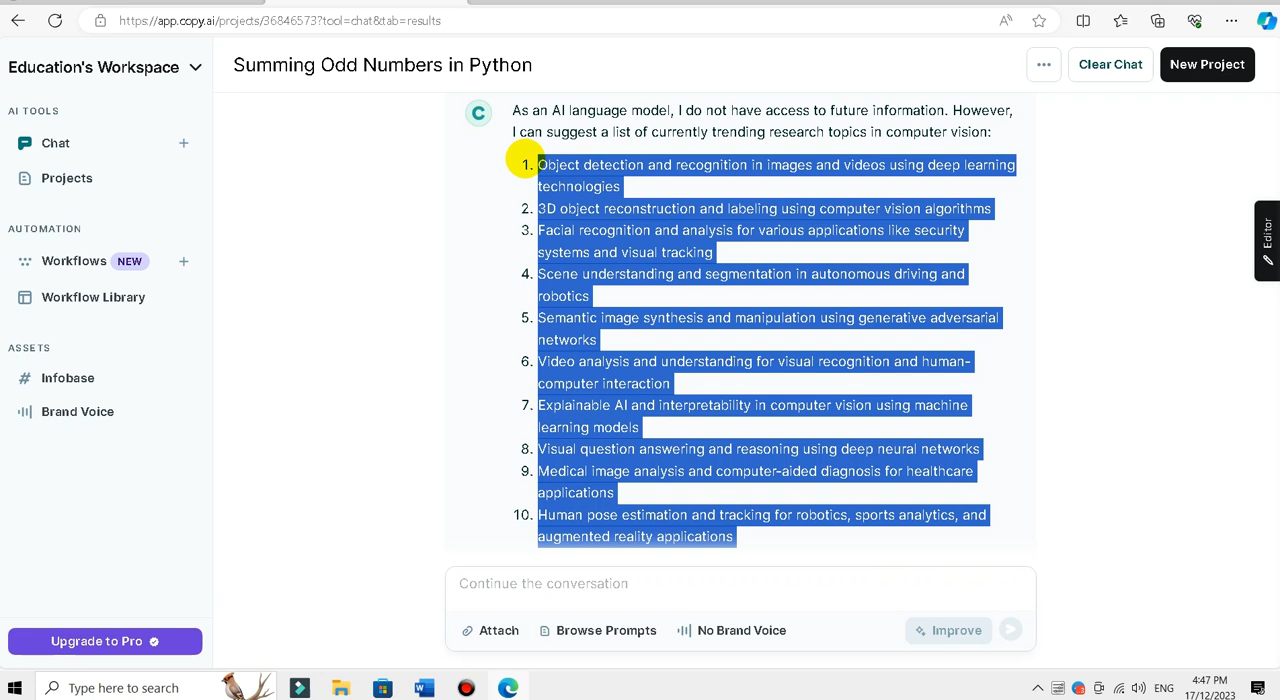 https://app.copy.ai/projects/36846573?tool=chat&tab=results
Education's Workspace
AI TOOLS
Chat
Projects
AUTOMATION
Workflows NEW
Workflow Library
ASSETS
Infobase
Brand Voice
Upgrade to Pro
Summing Odd Numbers in Python
Clear Chat
New Project
C
As an AI language model, I do not have access to future information. However,
I can suggest a list of currently trending research topics in computer vision:
1. Object detection and recognition in images and videos using deep learning
technologies
2. 3D object reconstruction and labeling using computer vision algorithms
3. Facial recognition and analysis for various applications like security
systems and visual tracking
4. Scene understanding and segmentation in autonomous driving and
robotics
5. Semantic image synthesis and manipulation using generative adversarial
networks
6. Video analysis and understanding for visual recognition and human-
computer interaction
7. Explainable AI and interpretability in computer vision using machine
learning models
8. Visual question answering and reasoning using deep neural networks
9. Medical image analysis and computer-aided diagnosis for healthcare
applications
10. Human pose estimation and tracking for robotics, sports analytics, and
augmented reality applications
Continue the conversation
Attach
Browse Prompts
No Brand Voice
Improve
Editor
Type here to search
ENG
4:47 PM
17/12/2023